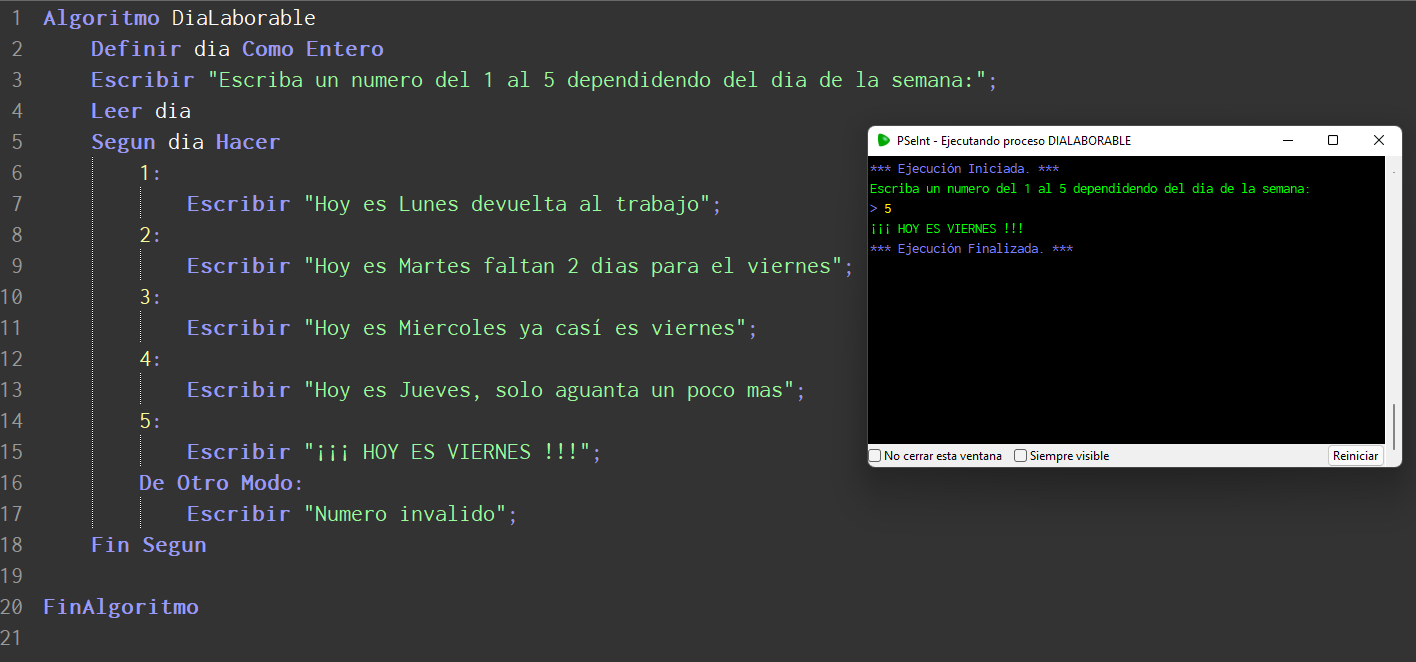 1 Algoritmo DiaLaborable
2 Definir dia Como Entero
3 Escribir "Escriba un numero del 1 al 5 dependidendo del dia de la semana:";
4 Leer dia
5 Segun dia Hacer
6 1:
7 Escribir "Hoy es Lunes devuelta al trabajo";
8 2:
9 Escribir "Hoy es Martes faltan 2 dias para el viernes";
10 3:
11 Escribir "Hoy es Miercoles ya casí es viernes";
12 4:
13 Escribir "Hoy es Jueves, solo aguanta un poco mas";
14 5:
15 Escribir "¡¡¡ HOY ES VIERNES !!!";
16 De Otro Modo:
17 Escribir "Numero invalido";
18 Fin Segun
19
20 FinAlgoritmo
21
PSeInt - Ejecutando proceso DIALABORABLE
*** Ejecución Iniciada. ***
Escriba un numero del 1 al 5 dependidendo del dia de la semana:
> 5
¡¡¡ HOY ES VIERNES !!!
*** Ejecución Finalizada. ***
No cerrar esta ventana Siempre visible Reiniciar